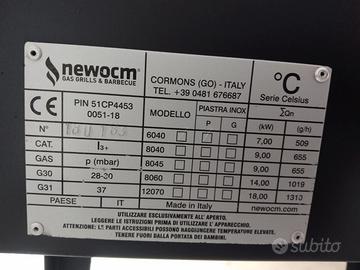 newocm®
GAS GRILLS & BARBECUE
CORMONS (GO) - ITALY
TEL. +39 0481 676687
°C
Serie Celsius
CE
PIN 51CP4453
0051-18
MODELLO
PIASTRA INOX
P G
ΣQn
(kW) (g/h)
N°
6040 7,00 509
CAT. I3+ 8040 9,00 655
GAS p (mbar) 8045 9,00 655
G30 28-30 8060 14,00 1019
G31 37 12070 18,00 1310
PAESE IT Made in Italy www.newocm.com
UTILIZZARE ESCLUSIVAMENTE ALL'APERTO.
LEGGERE LE ISTRUZIONI PRIMA DI UTILIZZARE L'APPARECCHIO.
ATTENZIONE: LE PARTI ACCESSIBILI POSSONO RAGGIUNGERE TEMPERATURE ELEVATE.
TENERE FUORI DALLA PORTATA DEI BAMBINI.
subito